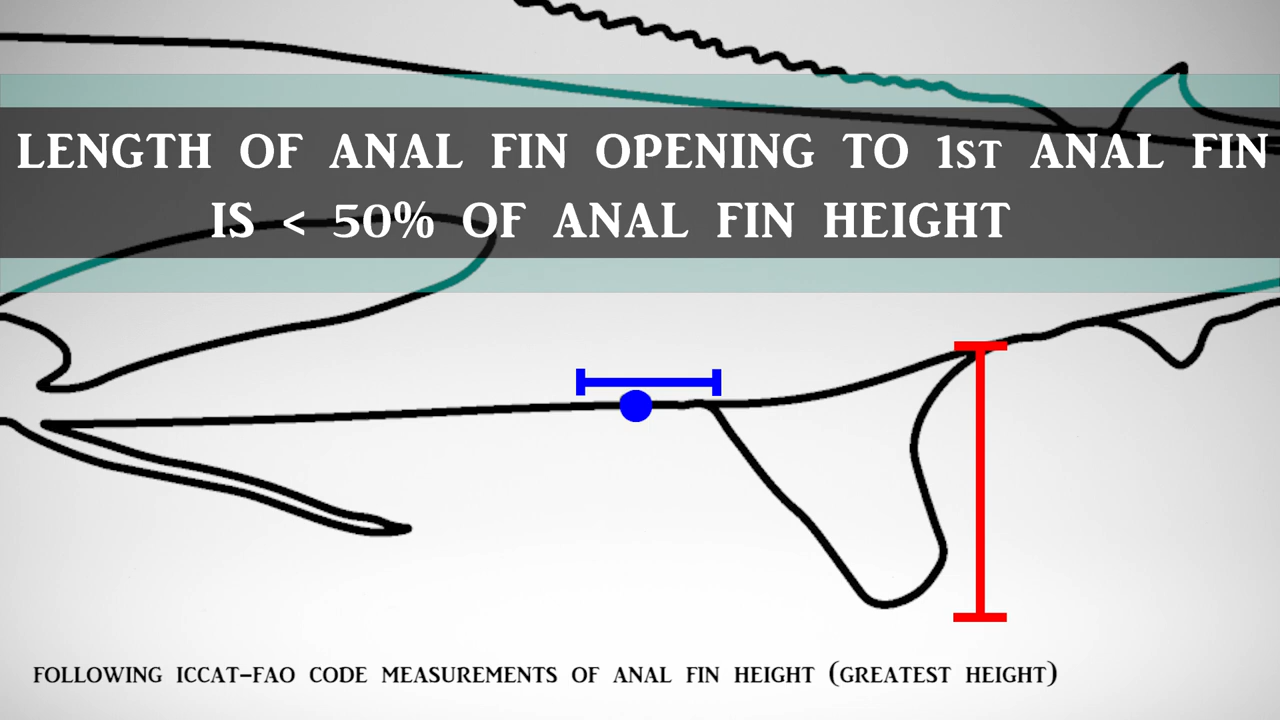 LENGTH OF ANAL FIN OPENING TO 1ST ANAL FIN
IS < 50% OF ANAL FIN HEIGHT
FOLLOWING ICCAT-FAO CODE MEASUREMENTS OF ANAL FIN HEIGHT (GREATEST HEIGHT)